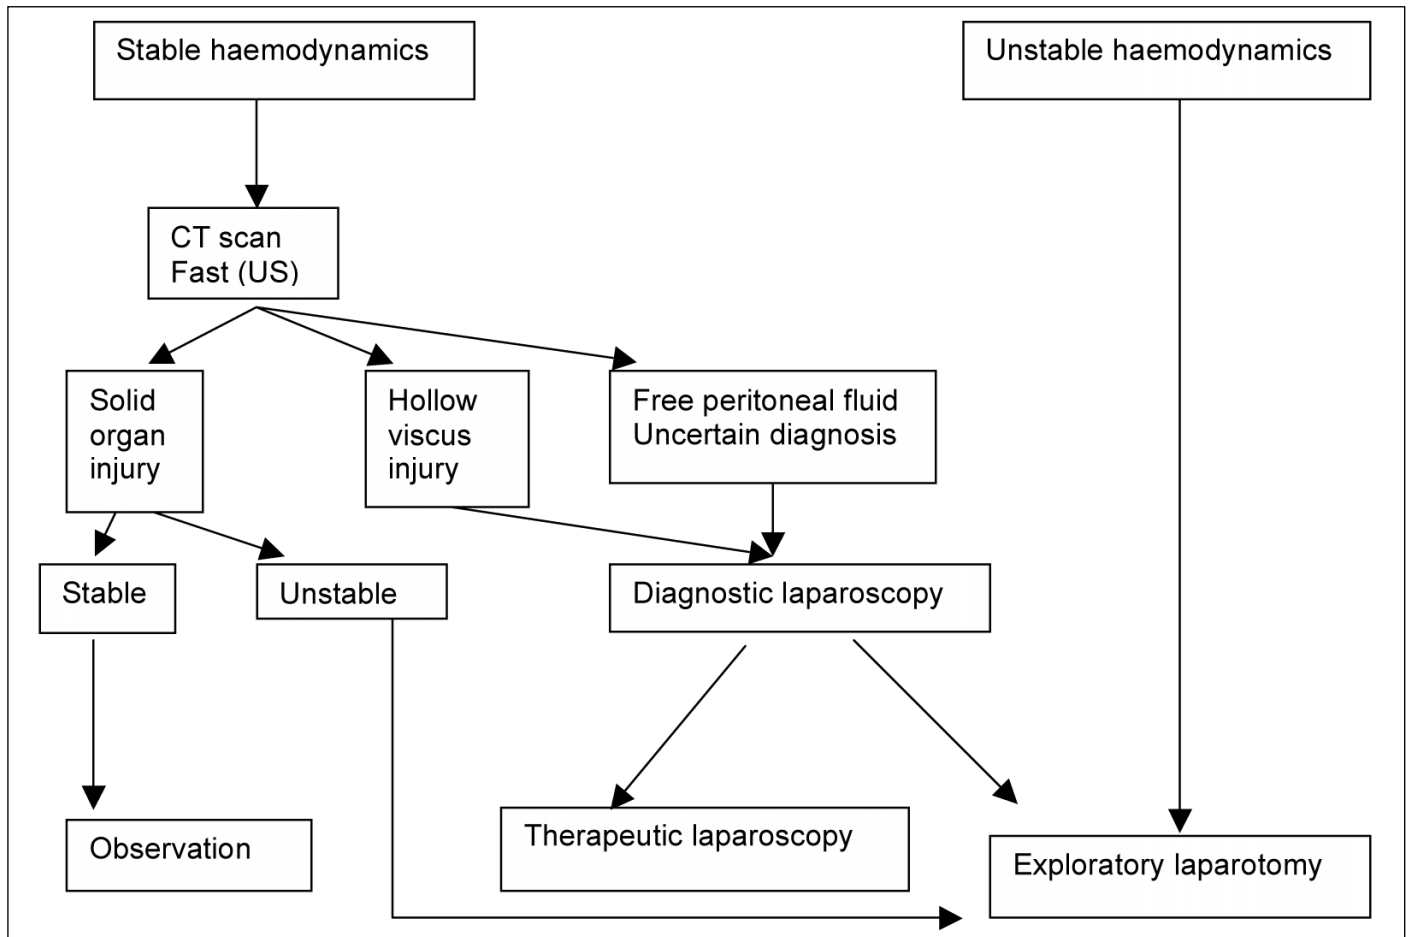 Stable haemodynamics
Unstable haemodynamics
CT scan
Fast (US)
Solid
organ
injury
Hollow
viscus
injury
Free peritoneal fluid
Uncertain diagnosis
Stable
Unstable
Diagnostic laparoscopy
Observation
Therapeutic laparoscopy
Exploratory laparotomy